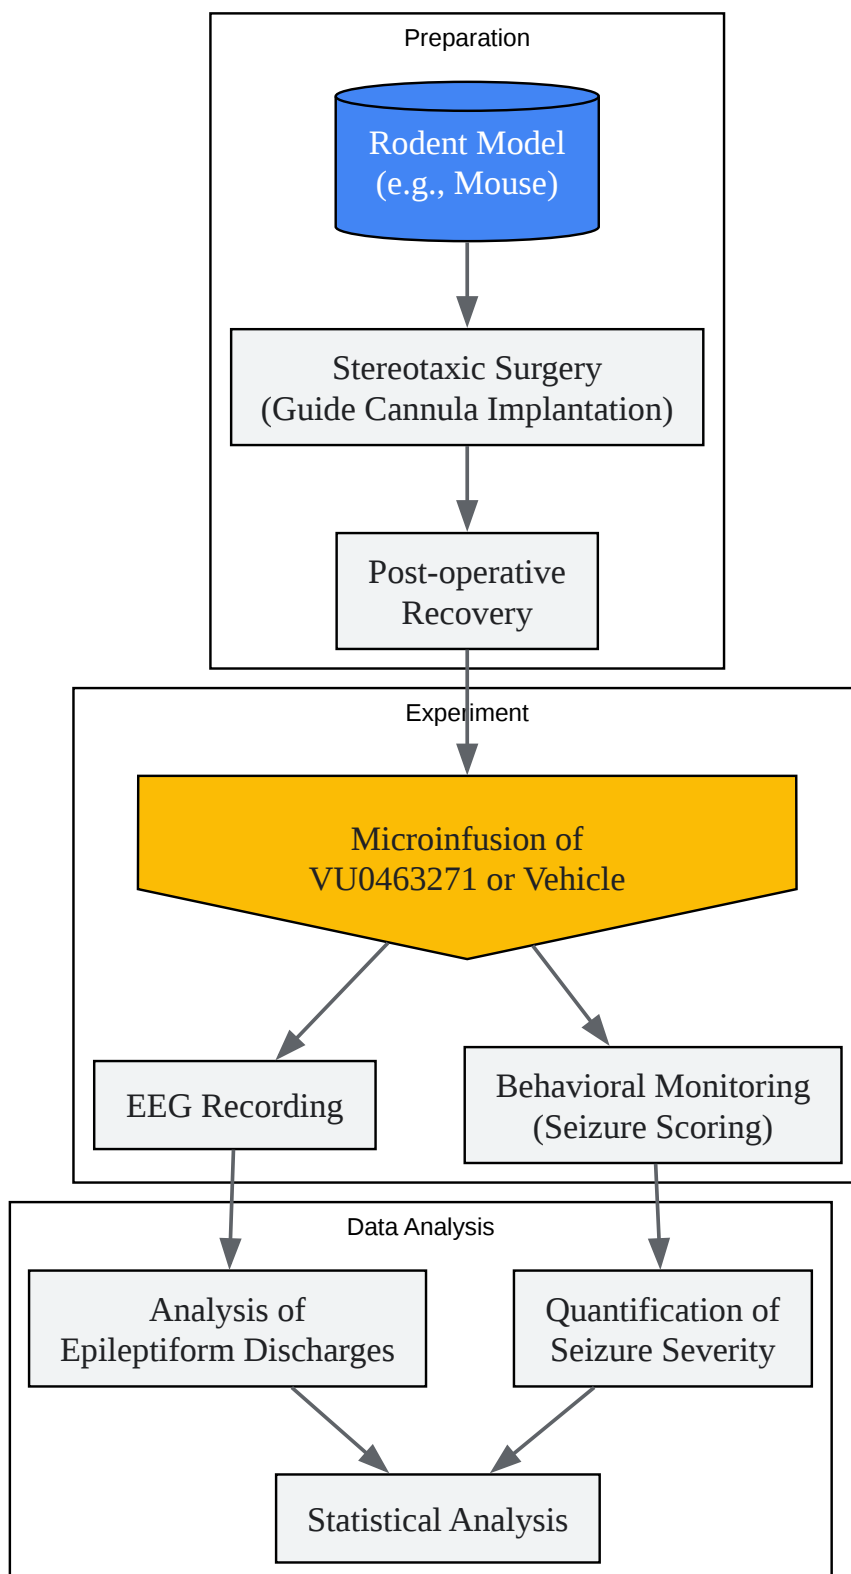 Preparation
Rodent Model
(e.g., Mouse)
Stereotaxic Surgery
(Guide Cannula Implantation)
Post-operative
Recovery
Experiment
Microinfusion of
VU0463271 or Vehicle
EEG Recording
Behavioral Monitoring
(Seizure Scoring)
Data Analysis
Analysis of
Epileptiform Discharges
Quantification of
Seizure Severity
Statistical Analysis